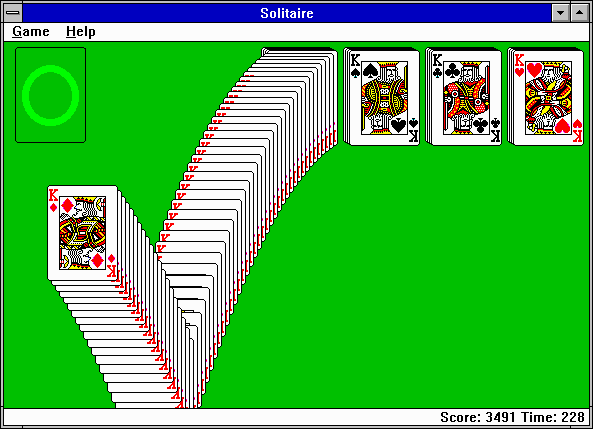 Solitaire
Game Help
K K K
K K K
K
K
Score: 3491 Time: 228